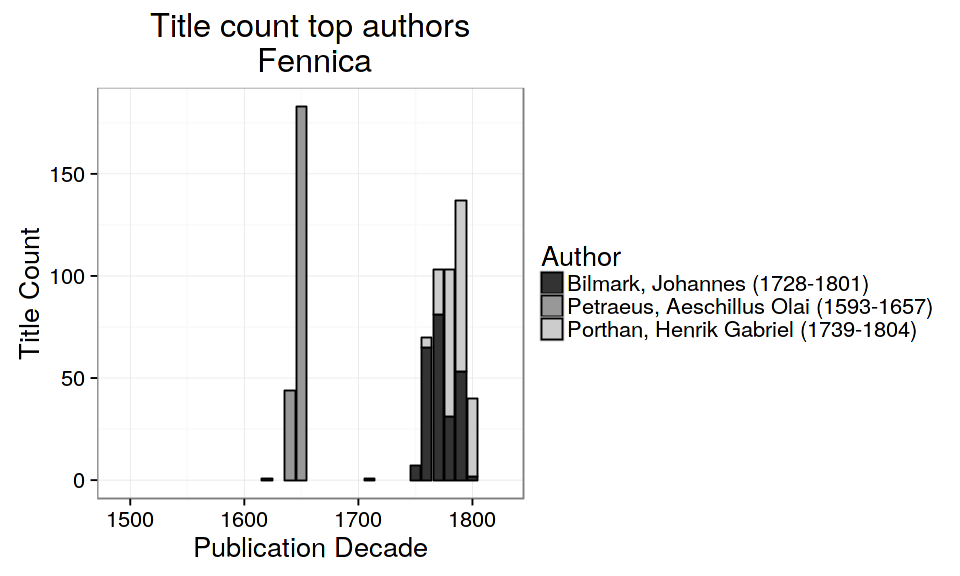 Title count top authors
Fennica
Title Count
150
100
50
0
1500 1600 1700 1800
Publication Decade
Author
Bilmark, Johannes (1728-1801)
Petraeus, Aeschillus Olai (1593-1657)
Porthan, Henrik Gabriel (1739-1804)